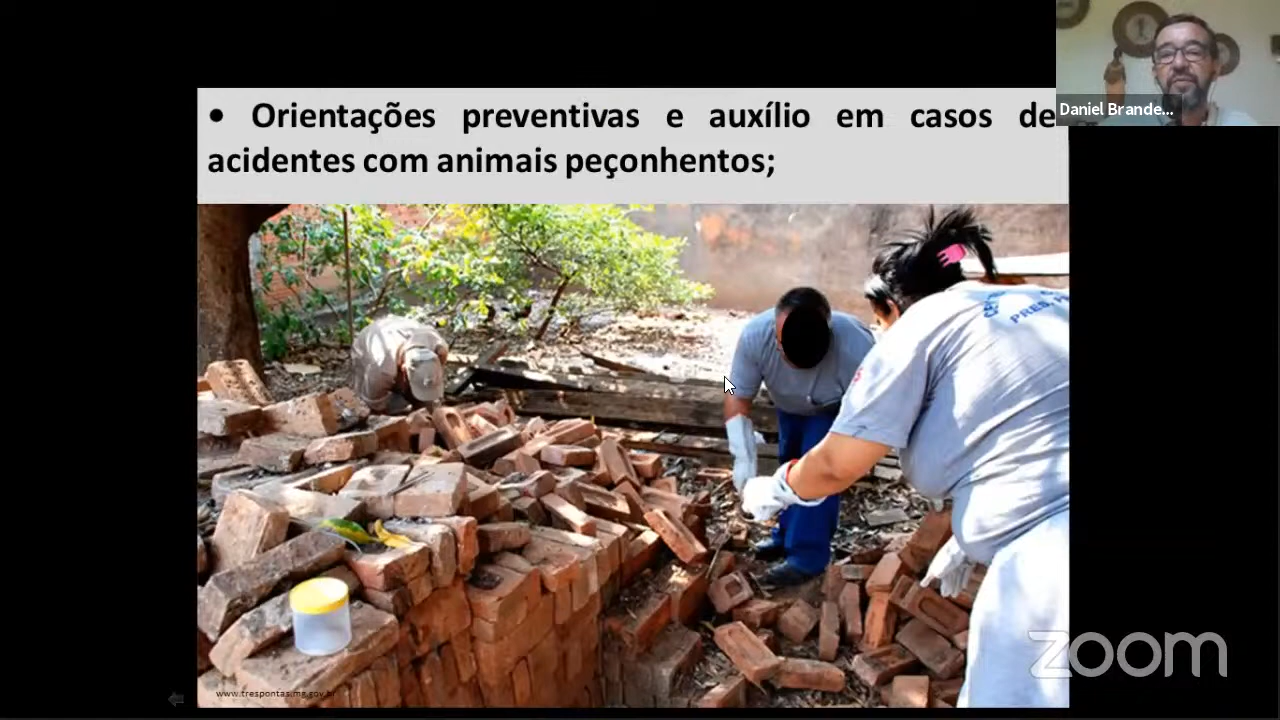 Daniel Brande...
• Orientações preventivas e auxílio em casos de
acidentes com animais peçonhentos;
www.trespontas.mg.gov.br
zoom